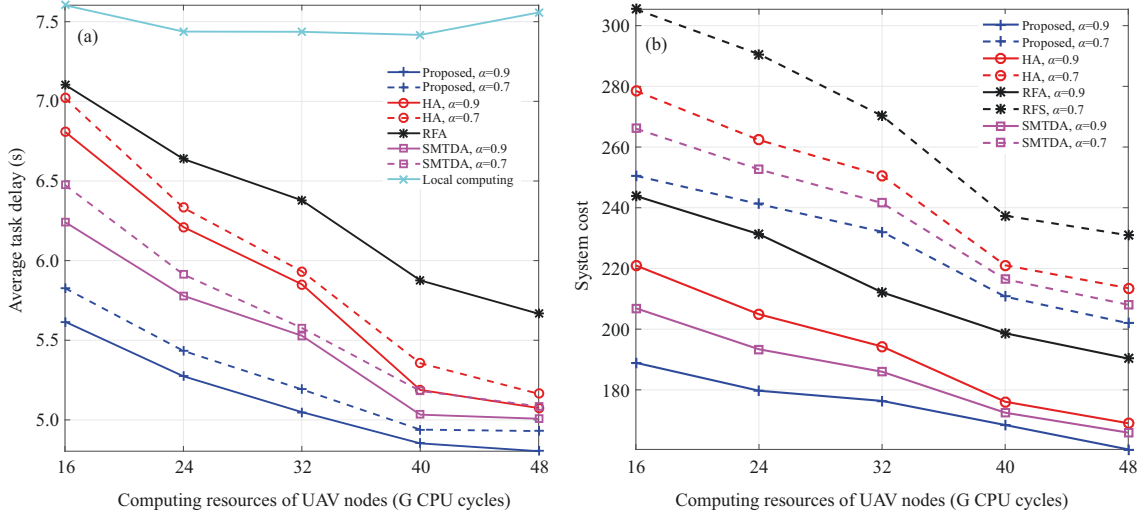 (a)
Average task delay (s)
7.5
7.0
6.5
6.0
5.5
5.0
16
24
32
40
48
Computing resources of UAV nodes (G CPU cycles)
Proposed, α=0.9
Proposed, α=0.7
HA, α=0.9
HA, α=0.7
RFA
SMTDA, α=0.9
SMTDA, α=0.7
Local computing
(b)
System cost
300
280
260
240
220
200
180
16
24
32
40
48
Computing resources of UAV nodes (G CPU cycles)
Proposed, α=0.9
Proposed, α=0.7
HA, α=0.9
HA, α=0.7
RFA, α=0.9
RFS, α=0.7
SMTDA, α=0.9
SMTDA, α=0.7